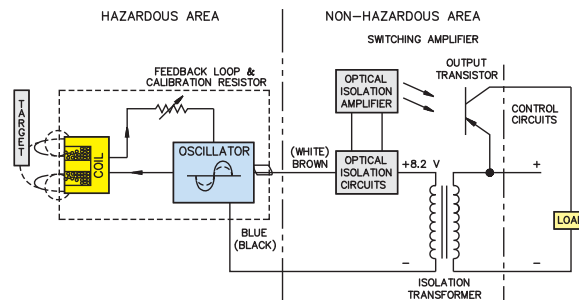 HAZARDOUS AREA
NON-HAZARDOUS AREA
SWITCHING AMPLIFIER
FEEDBACK LOOP &
CALIBRATION RESISTOR
OPTICAL
ISOLATION
AMPLIFIER
OUTPUT
TRANSISTOR
TARGET
COIL
OSCILLATOR
(WHITE)
BROWN
OPTICAL
ISOLATION
CIRCUITS
+8.2 V
CONTROL
CIRCUITS
+
LOAD
BLUE
(BLACK)
−
−
ISOLATION
TRANSFORMER